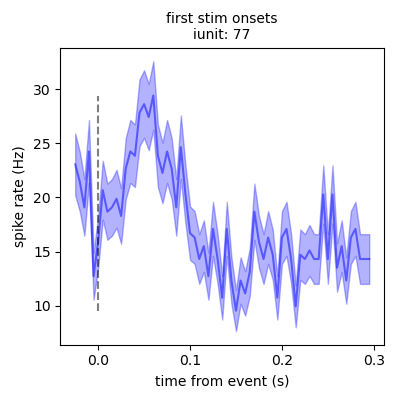 first stim onsets
iunit: 77
spike rate (Hz)
30
25
20
15
10
0.0
0.1
0.2
0.3
time from event (s)